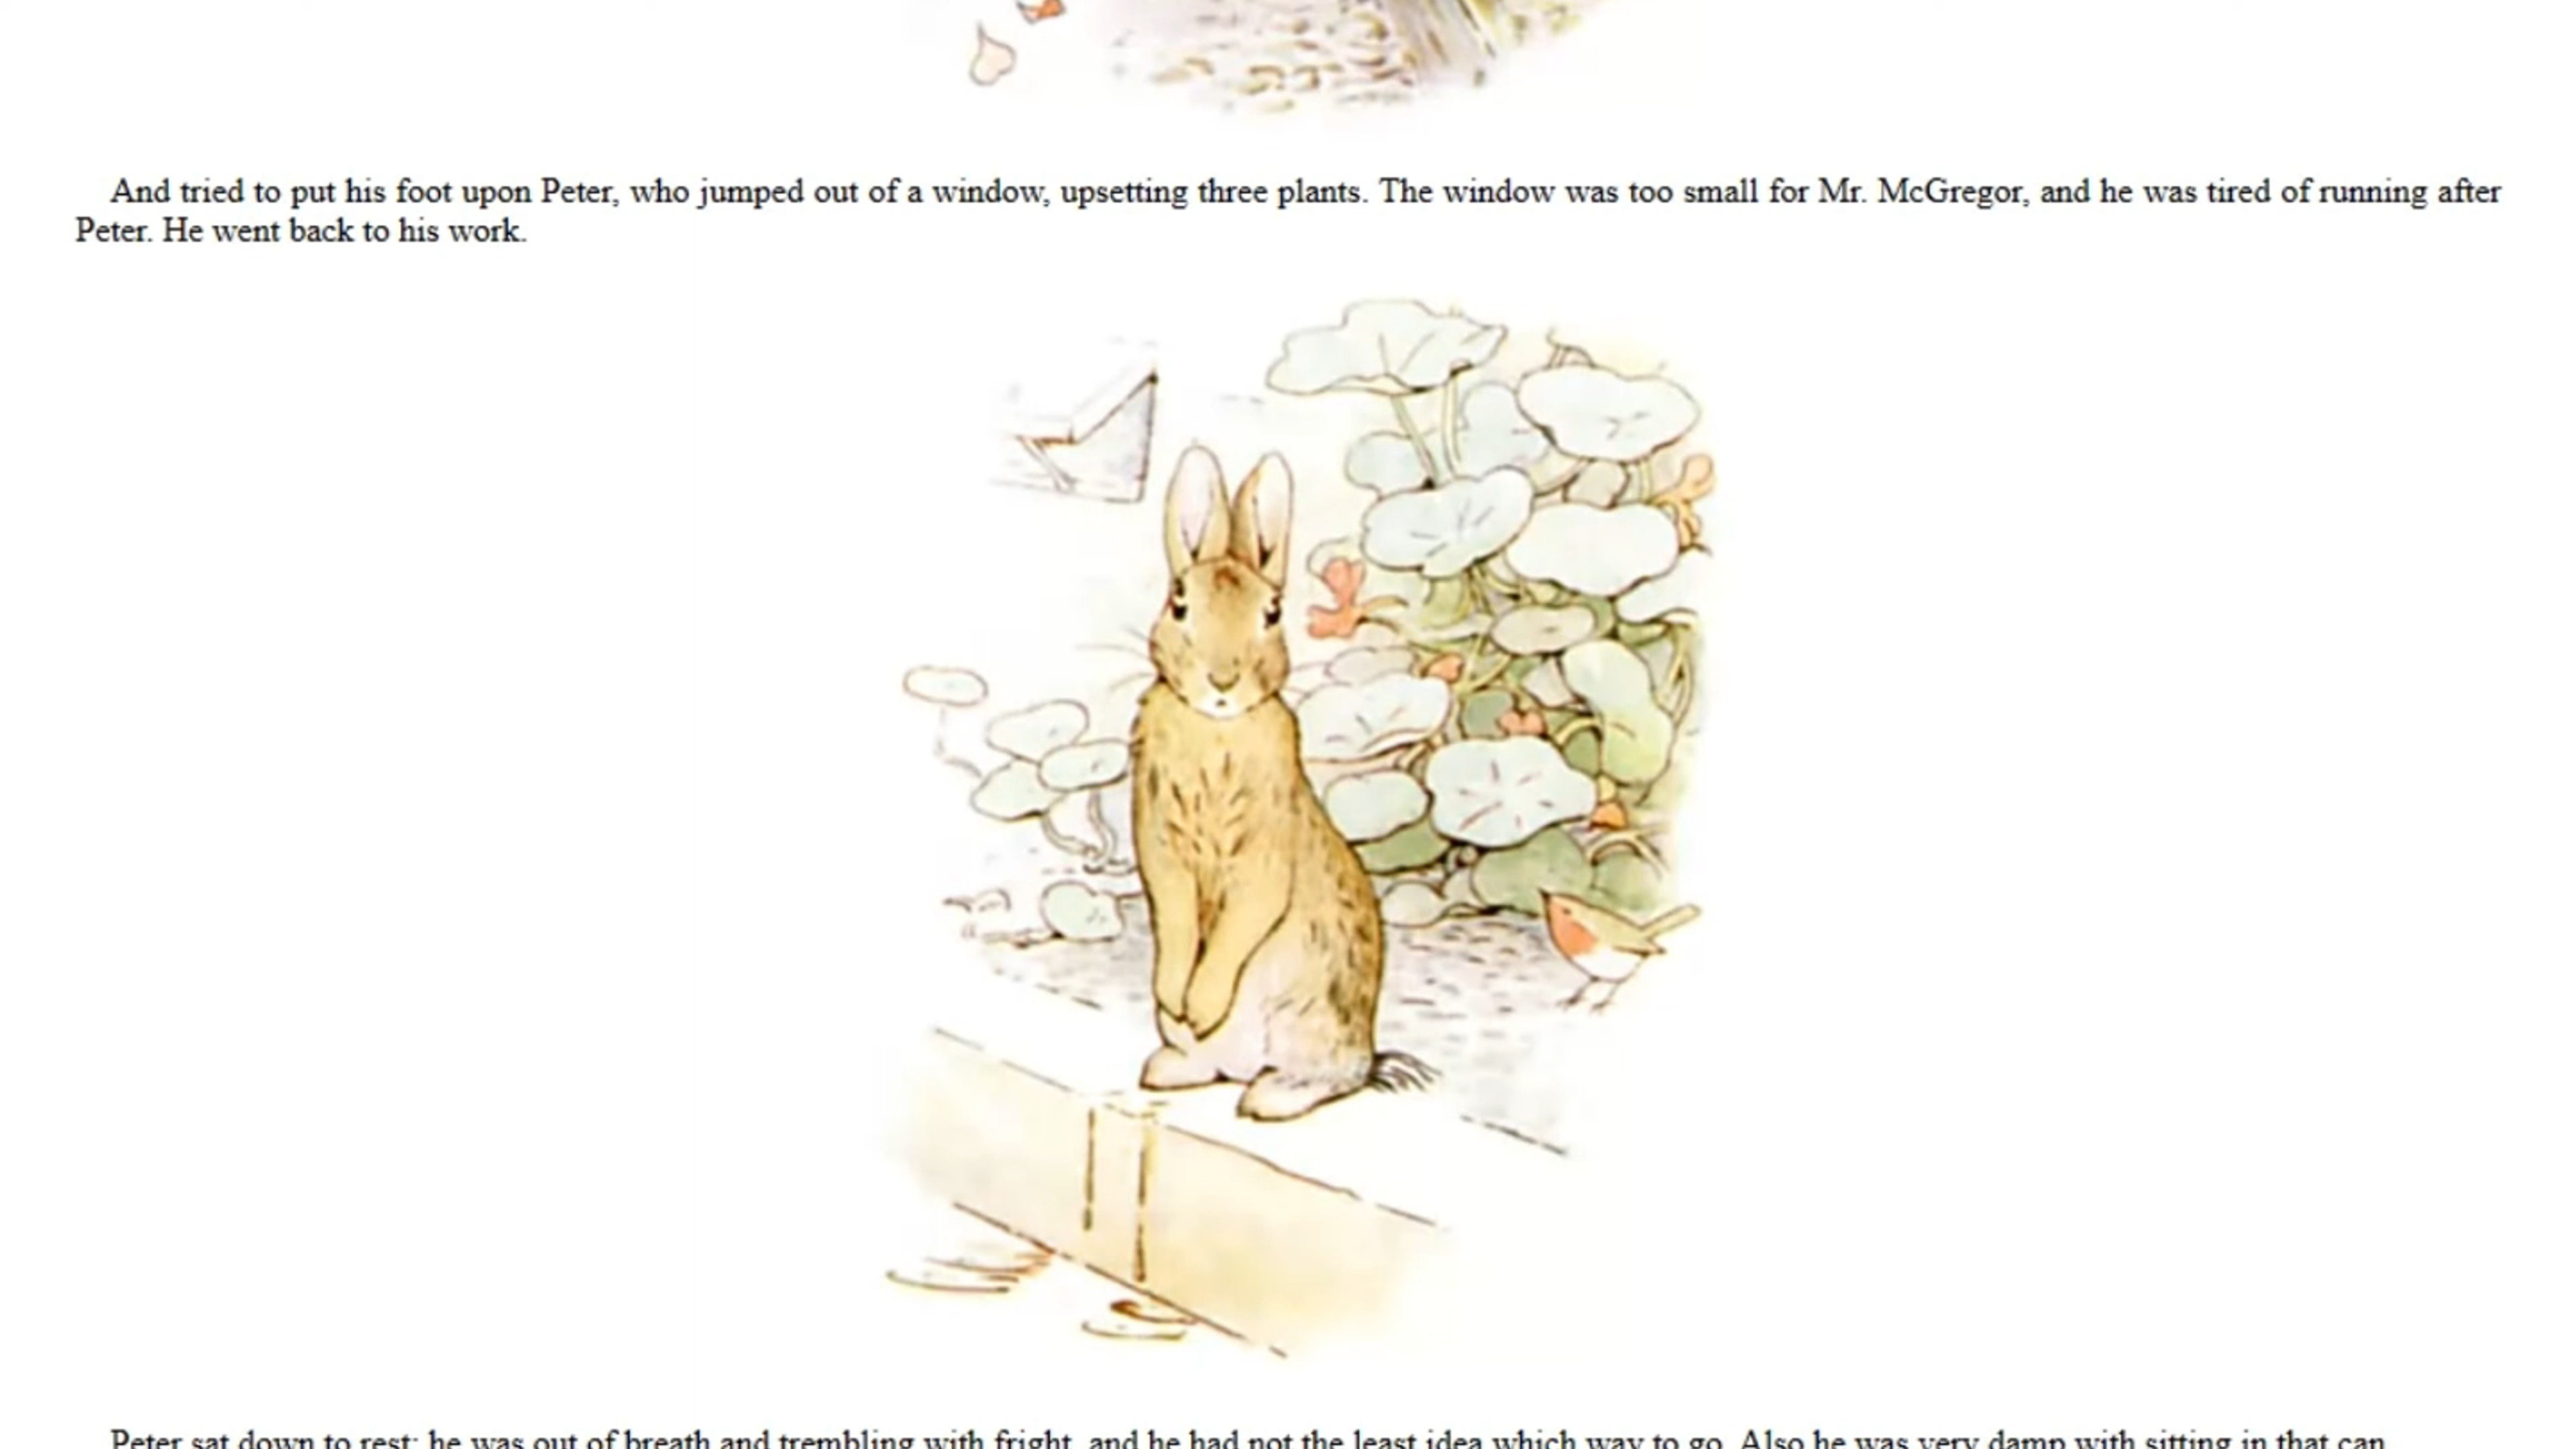 And tried to put his foot upon Peter, who jumped out of a window, upsetting three plants. The window was too small for Mr. McGregor, and he was tired of running after
Peter. He went back to his work.
Peter sat down to rest; he was out of breath and trembling with fright, and he had not the least idea which way to go. Also he was very damp with sitting in that can.